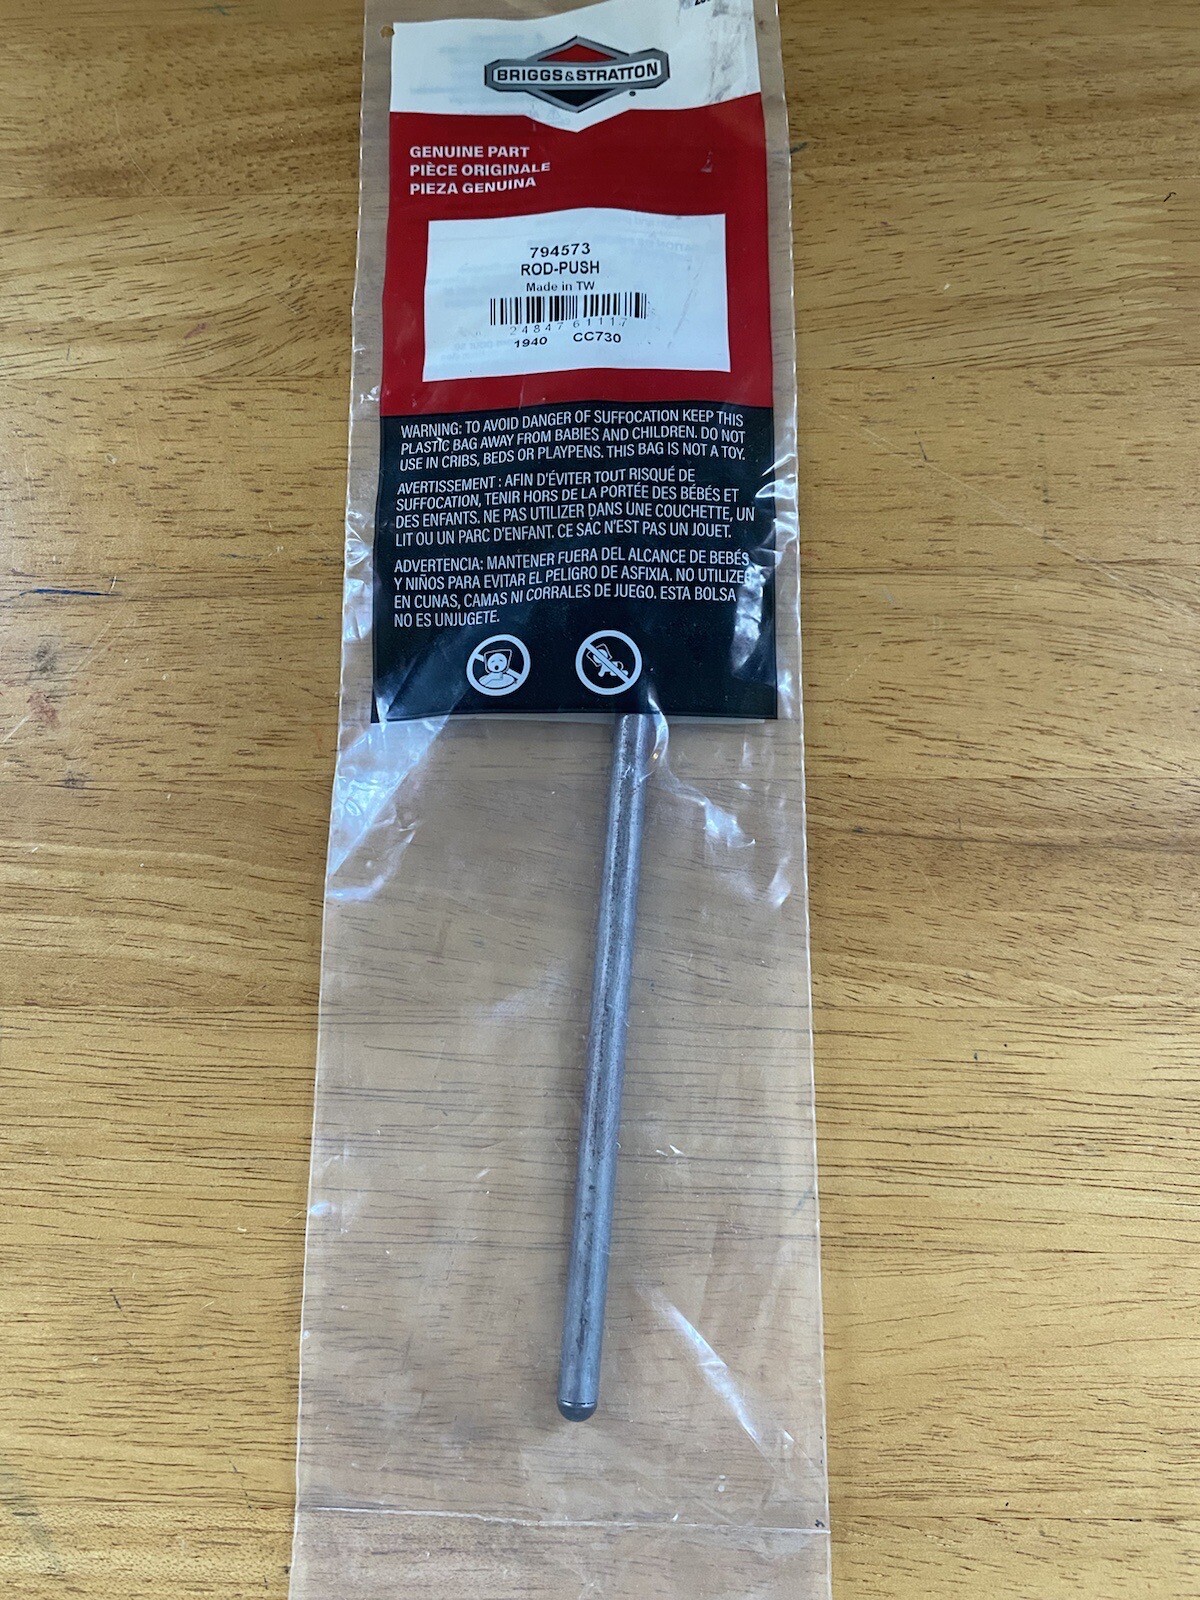 BRIGGS&STRATTON
GENUINE PART
PIÈCE ORIGINALE
PIEZA GENUINA
794573
ROD-PUSH
Made in TW
24847 61117
1940 CC730
WARNING: TO AVOID DANGER OF SUFFOCATION KEEP THIS
PLASTIC BAG AWAY FROM BABIES AND CHILDREN. DO NOT
USE IN CRIBS, BEDS OR PLAYPENS. THIS BAG IS NOT A TOY.
AVERTISSEMENT : AFIN D'ÉVITER TOUT RISQUÉ DE
SUFFOCATION, TENIR HORS DE LA PORTÉE DES BÉBÉS ET
DES ENFANTS. NE PAS UTILIZER DANS UNE COUCHETTE, UN
LIT OU UN PARC D'ENFANT. CE SAC N'EST PAS UN JOUET.
ADVERTENCIA: MANTENER FUERA DEL ALCANCE DE BEBÉS
Y NIÑOS PARA EVITAR EL PELIGRO DE ASFIXIA. NO UTILIZEE
EN CUNAS, CAMAS NI CORRALES DE JUEGO. ESTA BOLSA
NO ES UNJUGETE.